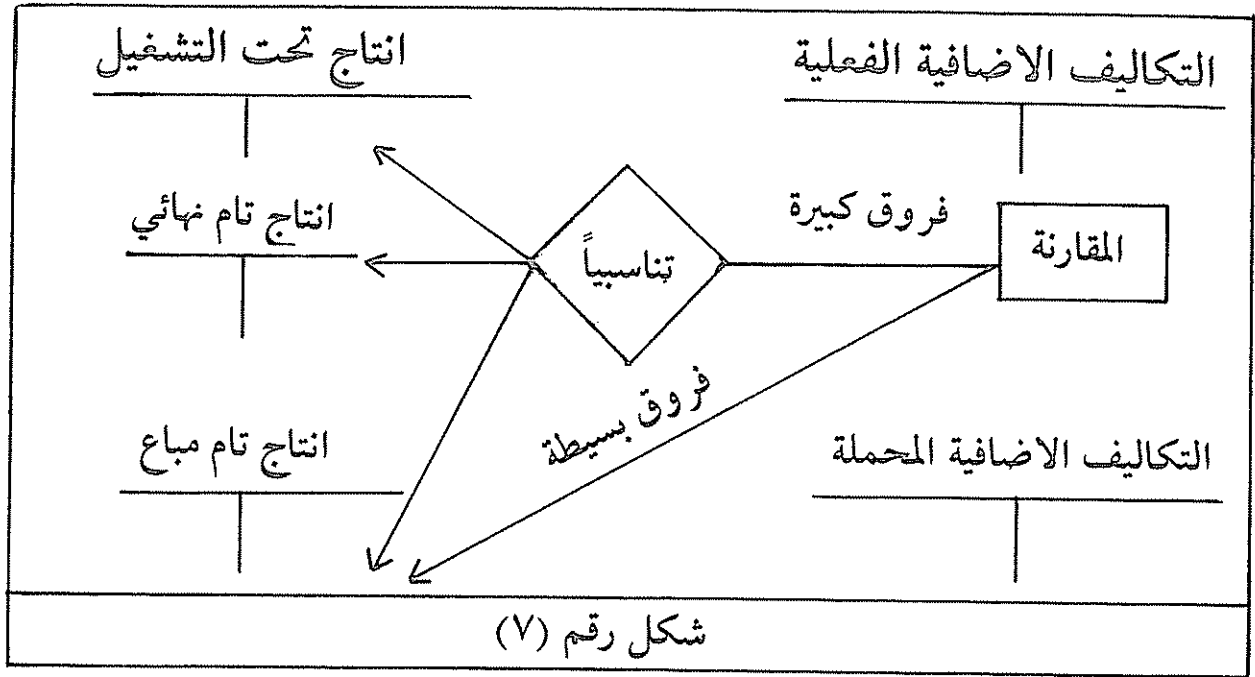 التكاليف الاضافية الفعلية
انتاج تحت التشغيل
فروق كبيرة
المقارنة
تناسبياً
انتاج تام نهائي
فروق بسيطة
التكاليف الاضافية المحملة
انتاج تام مباع
شكل رقم (٧)